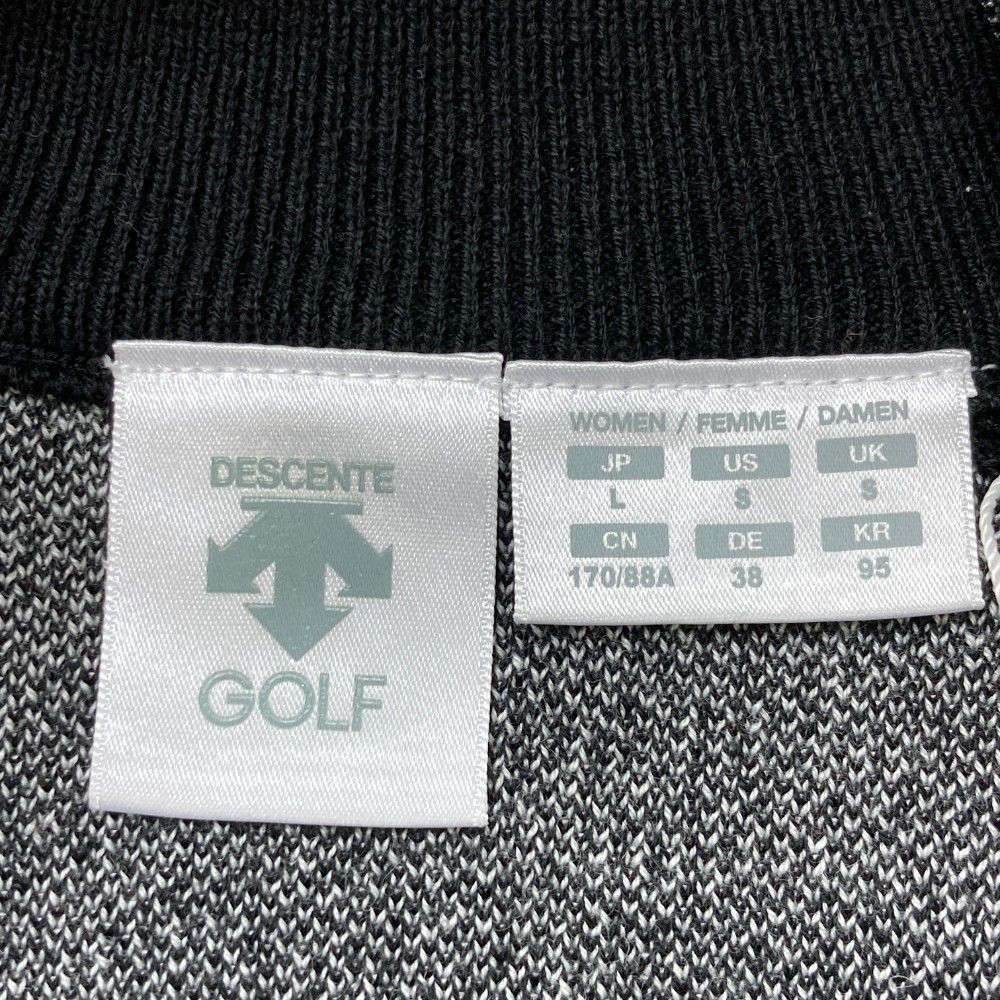 DESCENTE
GOLF
WOMEN / FEMME / DAMEN
JP US UK
L S S
CN DE KR
170/88A 38 95